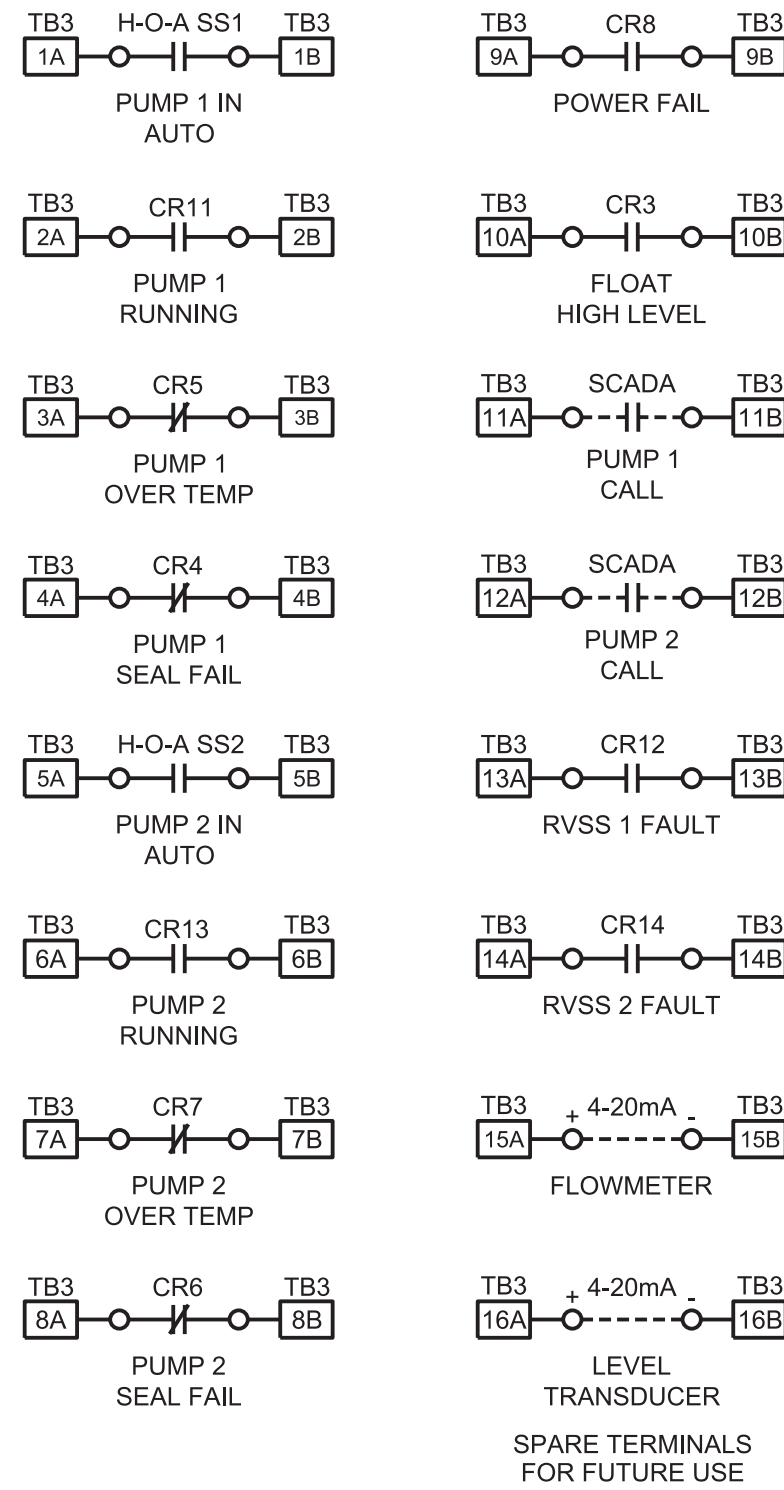 TB3 H-O-A SS1 TB3
1A 1B
PUMP 1 IN
AUTO
TB3 CR11 TB3
2A 2B
PUMP 1
RUNNING
TB3 CR5 TB3
3A 3B
PUMP 1
OVER TEMP
TB3 CR4 TB3
4A 4B
PUMP 1
SEAL FAIL
TB3 H-O-A SS2 TB3
5A 5B
PUMP 2 IN
AUTO
TB3 CR13 TB3
6A 6B
PUMP 2
RUNNING
TB3 CR7 TB3
7A 7B
PUMP 2
OVER TEMP
TB3 CR6 TB3
8A 8B
PUMP 2
SEAL FAIL
TB3 CR8 TB3
9A 9B
POWER FAIL
TB3 CR3 TB3
10A 10B
FLOAT
HIGH LEVEL
TB3 SCADA TB3
11A 11B
PUMP 1
CALL
TB3 SCADA TB3
12A 12B
PUMP 2
CALL
TB3 CR12 TB3
13A 13B
RVSS 1 FAULT
TB3 CR14 TB3
14A 14B
RVSS 2 FAULT
TB3 + 4-20mA - TB3
15A 15B
FLOWMETER
TB3 + 4-20mA - TB3
16A 16B
LEVEL
TRANSDUCER
SPARE TERMINALS
FOR FUTURE USE